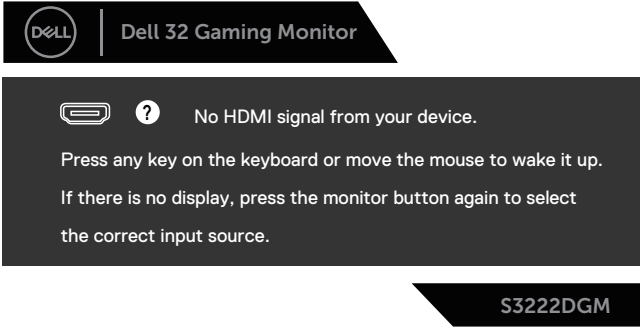 DELL
Dell 32 Gaming Monitor
? No HDMI signal from your device.
Press any key on the keyboard or move the mouse to wake it up.
If there is no display, press the monitor button again to select
the correct input source.
S3222DGM